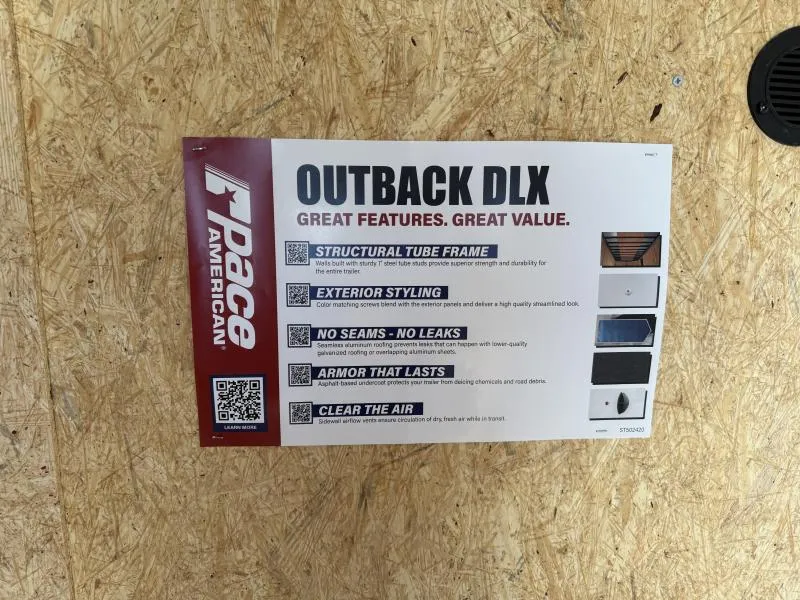 pace
AMERICAN®
LEARN MORE
OUTBACK DLX
GREAT FEATURES. GREAT VALUE.
STRUCTURAL TUBE FRAME
Walls built with sturdy 1" steel tube studs provide superior strength and durability for
the entire trailer.
EXTERIOR STYLING
Color matching screws blend with the exterior panels and deliver a high quality streamlined look.
NO SEAMS - NO LEAKS
Seamless aluminum roofing prevents leaks that can happen with lower-quality
galvanized roofing or overlapping aluminum sheets.
ARMOR THAT LASTS
Asphalt-based undercoat protects your trailer from deicing chemicals and road debris.
CLEAR THE AIR
Sidewall airflow vents ensure circulation of dry, fresh air while in transit.
ST502420